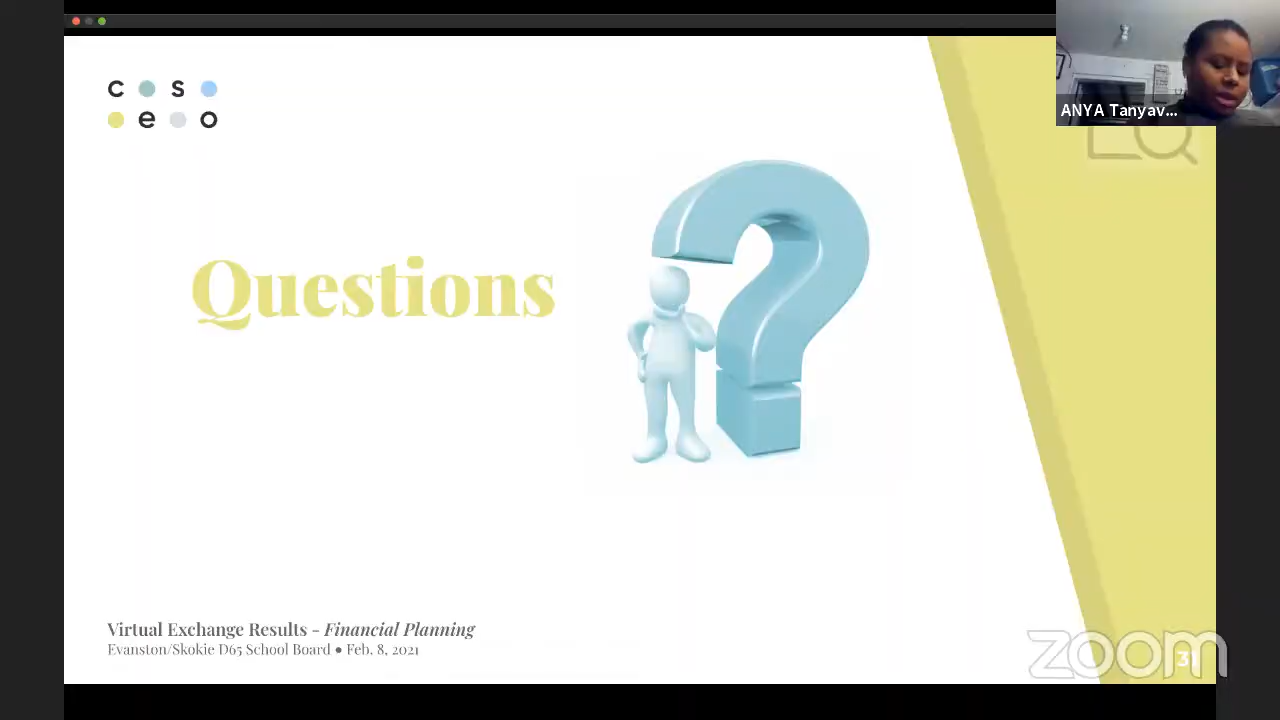 c s
e o
ANYA Tanyav...
Questions
Virtual Exchange Results - Financial Planning
Evanston/Skokie D65 School Board ● Feb. 8, 2021
zoom